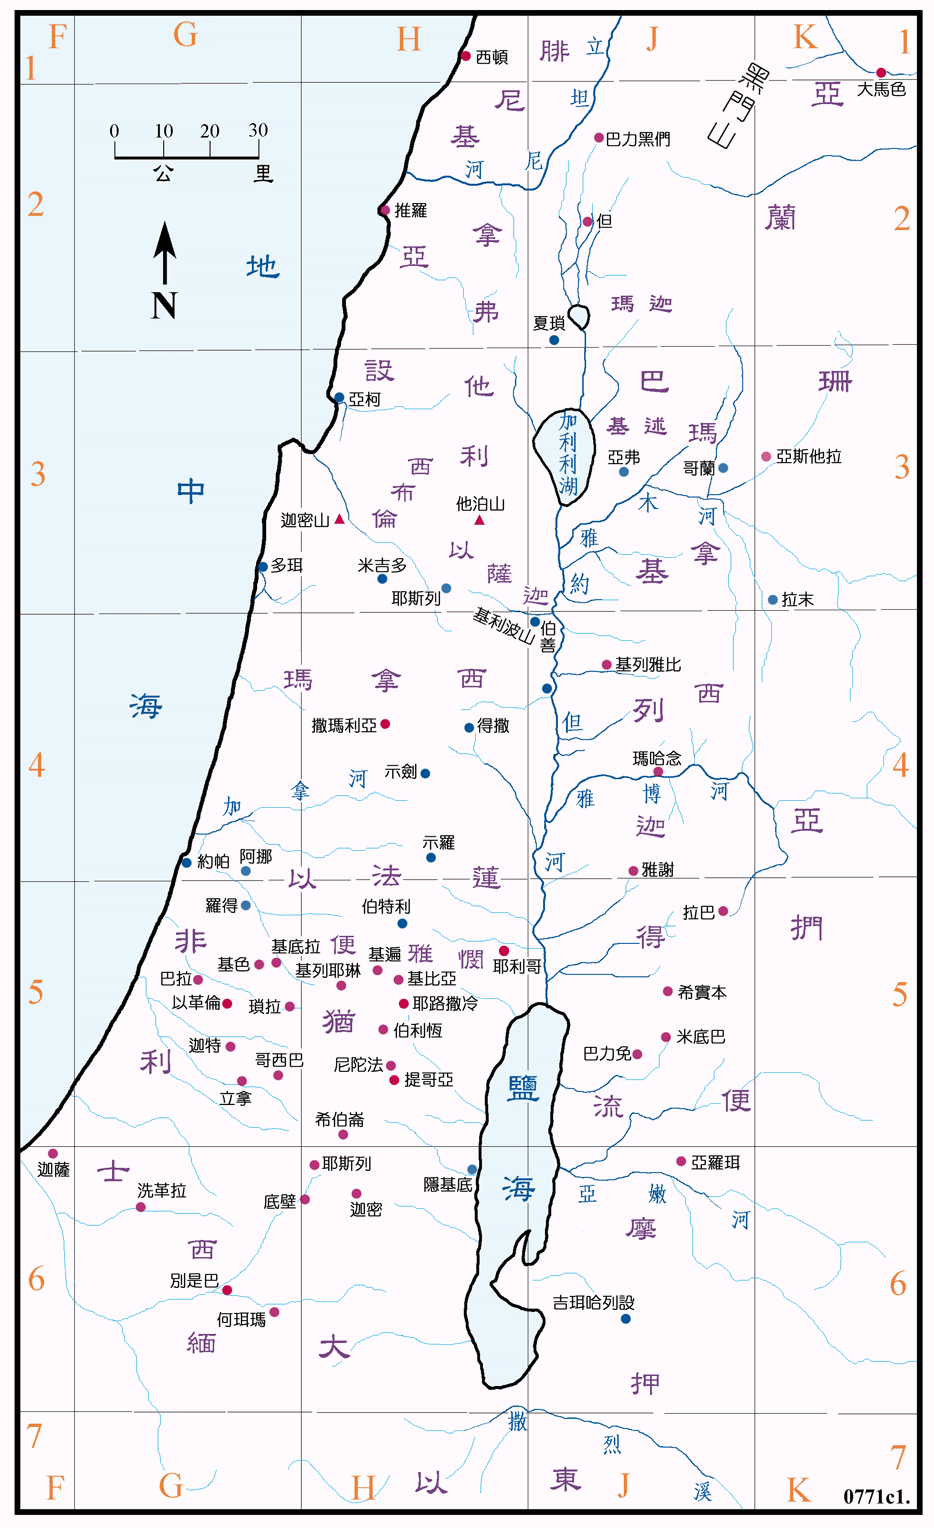 F G H J K
1 1
西頓
腓
立
大馬色
黑門山
亞
尼
坦
基
0 10 20 30
公 里
巴力黑們
河 尼
2 2
推羅
但
蘭
拿
亞
地
N
弗
瑪 迦
夏瑣
設
他
巴
珊
亞柯
加利利湖
基 述 瑪
利
西
布
倫
亞弗
哥蘭
亞斯他拉
3 3
中
他泊山
迦密山
木
河
雅
以
薩
迦
基
拿
多珥
米吉多
耶斯列
約
拉末
基利波山
伯善
基列雅比
瑪 拿 西
列 西
海
撒瑪利亞
得撒
但
4 4
示劍
瑪哈念
加 拿 河
雅 博 河
亞
迦
示羅
約帕
阿挪
河
雅謝
以 法 蓮
羅得
伯特利
拉巴
得
捫
非
便 雅 憫
基底拉
基色
基列耶琳
基遍
耶利哥
巴拉
基比亞
5 5
以革倫
瑣拉
耶路撒冷
希實本
猶
伯利恆
迦特
米底巴
利
哥西巴
尼陀法
巴力免
立拿
提哥亞
鹽
流 便
希伯崙
迦薩
士
耶斯列
隱基底
亞羅珥
洗革拉
底壁
迦密
海
亞 嫩 河
摩
西
6 6
別是巴
何珥瑪
吉珥哈列設
緬
大
押
7 7
撒 烈 溪
以 東
F G H J K
0771c1.